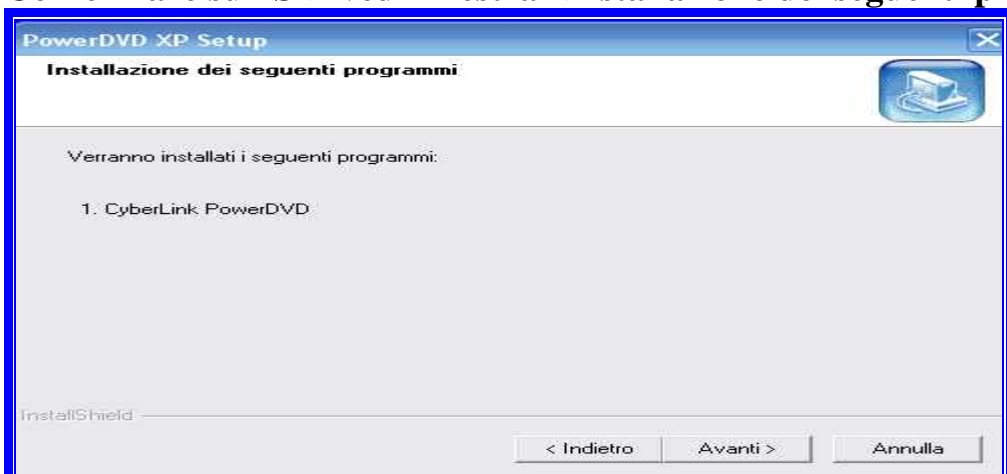 PowerDVD XP Setup
Installazione dei seguenti programmi
Verranno installati i seguenti programmi:
1. CyberLink PowerDVD
InstallShield
< Indietro
Avanti >
Annulla